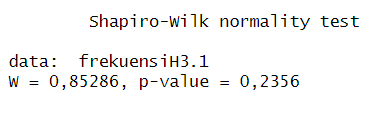 Shapiro-Wilk normality test
data:  frekuensiH3.1
W = 0,85286, p-value = 0,2356